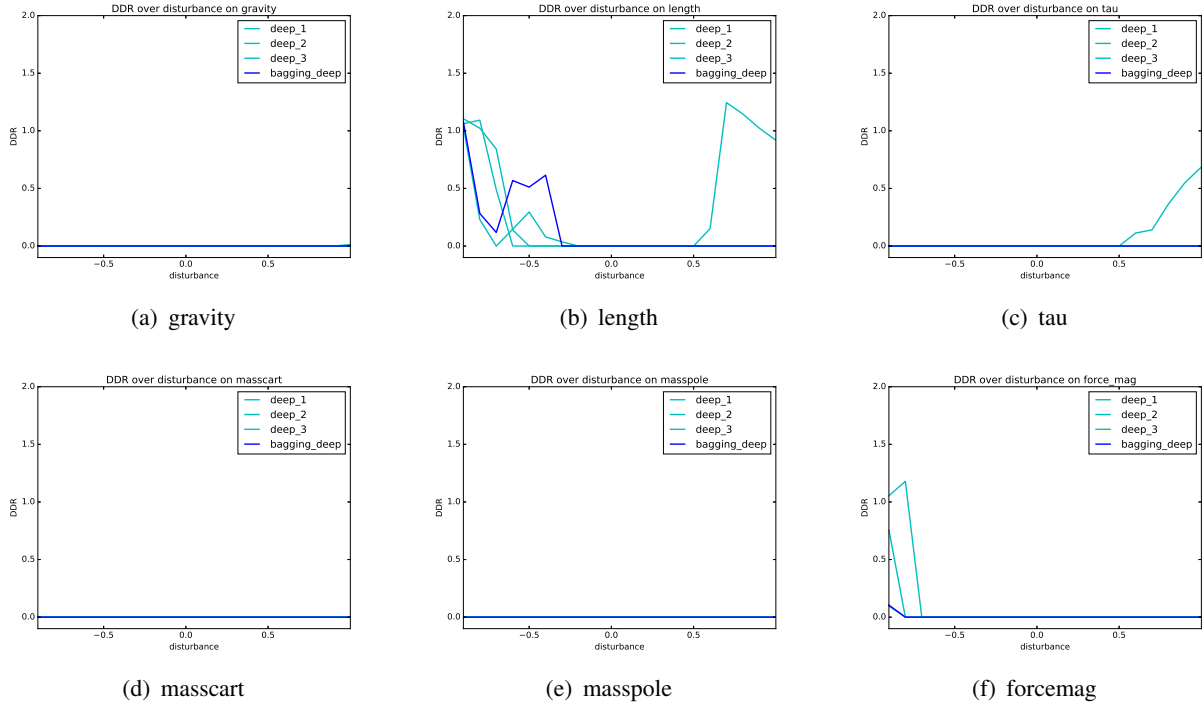 DDR over disturbance on gravity
2.0
1.5
1.0
0.5
0.0
DDR
−0.5 0.0 0.5
disturbance
deep_1
deep_2
deep_3
bagging_deep
(a) gravity
DDR over disturbance on length
2.0
1.5
1.0
0.5
0.0
DDR
−0.5 0.0 0.5
disturbance
deep_1
deep_2
deep_3
bagging_deep
(b) length
DDR over disturbance on tau
2.0
1.5
1.0
0.5
0.0
DDR
−0.5 0.0 0.5
disturbance
deep_1
deep_2
deep_3
bagging_deep
(c) tau
DDR over disturbance on masscart
2.0
1.5
1.0
0.5
0.0
DDR
−0.5 0.0 0.5
disturbance
deep_1
deep_2
deep_3
bagging_deep
(d) masscart
DDR over disturbance on masspole
2.0
1.5
1.0
0.5
0.0
DDR
−0.5 0.0 0.5
disturbance
deep_1
deep_2
deep_3
bagging_deep
(e) masspole
DDR over disturbance on force_mag
2.0
1.5
1.0
0.5
0.0
DDR
−0.5 0.0 0.5
disturbance
deep_1
deep_2
deep_3
bagging_deep
(f) forcemag